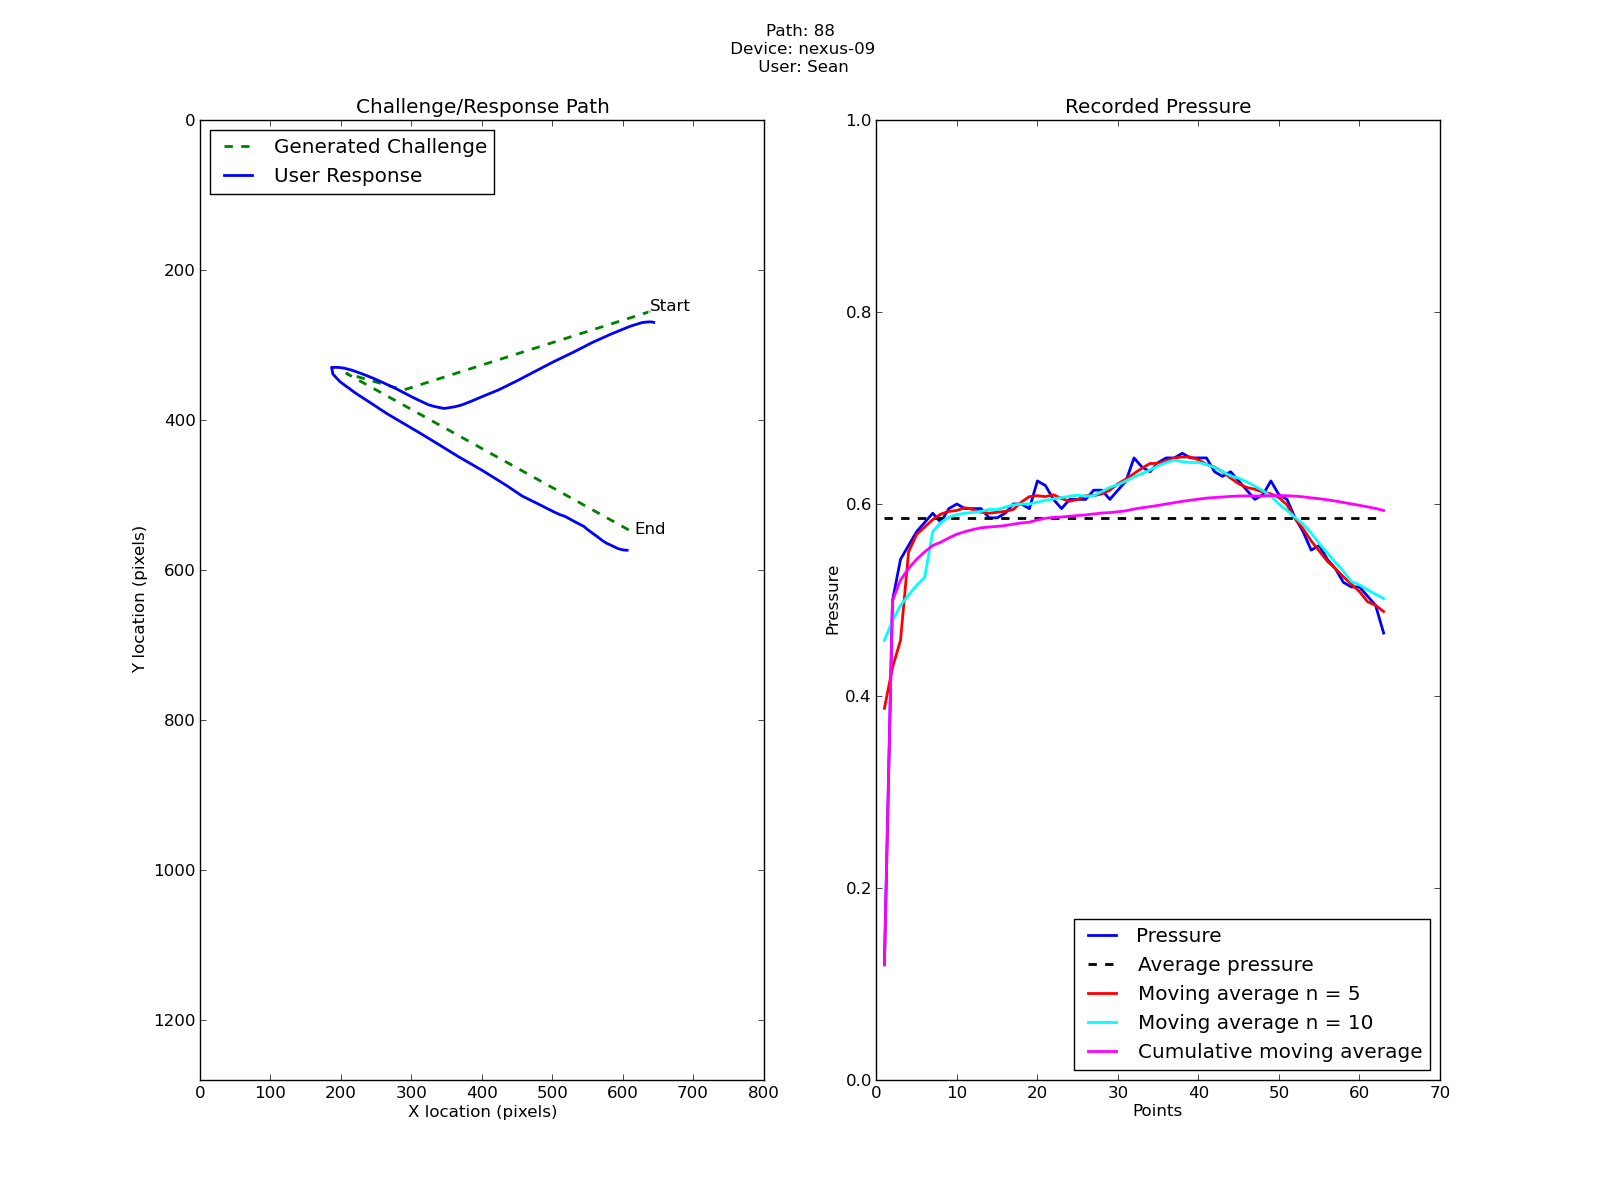 Path: 88
Device: nexus-09
User: Sean
Challenge/Response Path
Generated Challenge
User Response
Start
End
0
200
400
600
800
1000
1200
Y location (pixels)
0 100 200 300 400 500 600 700 800
X location (pixels)
Recorded Pressure
1.0
0.8
0.6
0.4
0.2
0.0
Pressure
Pressure
Average pressure
Moving average n = 5
Moving average n = 10
Cumulative moving average
0 10 20 30 40 50 60 70
Points